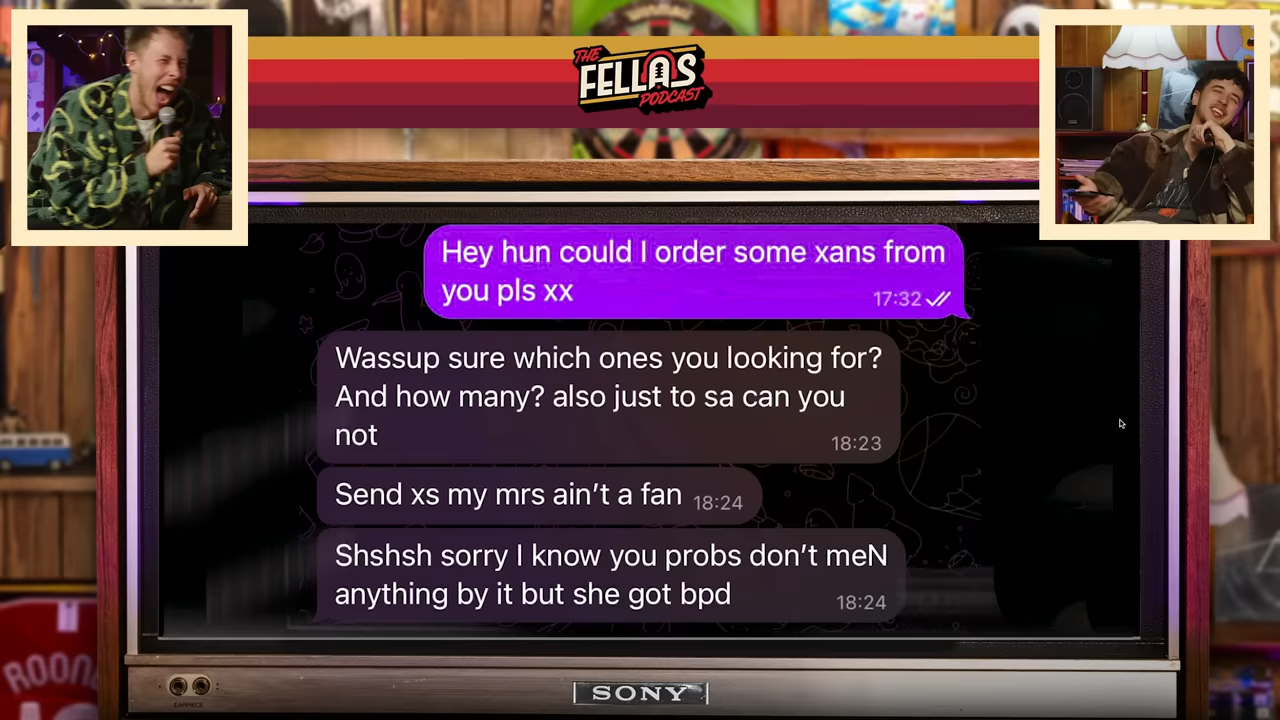 THE
FELLAS
PODCAST
Hey hun could I order some xans from
you pls xx
17:32
Wassup sure which ones you looking for?
And how many? also just to sa can you
not
18:23
Send xs my mrs ain’t a fan
18:24
Shshsh sorry I know you probs don’t meN
anything by it but she got bpd
18:24
ROON
EARPIECE
SONY